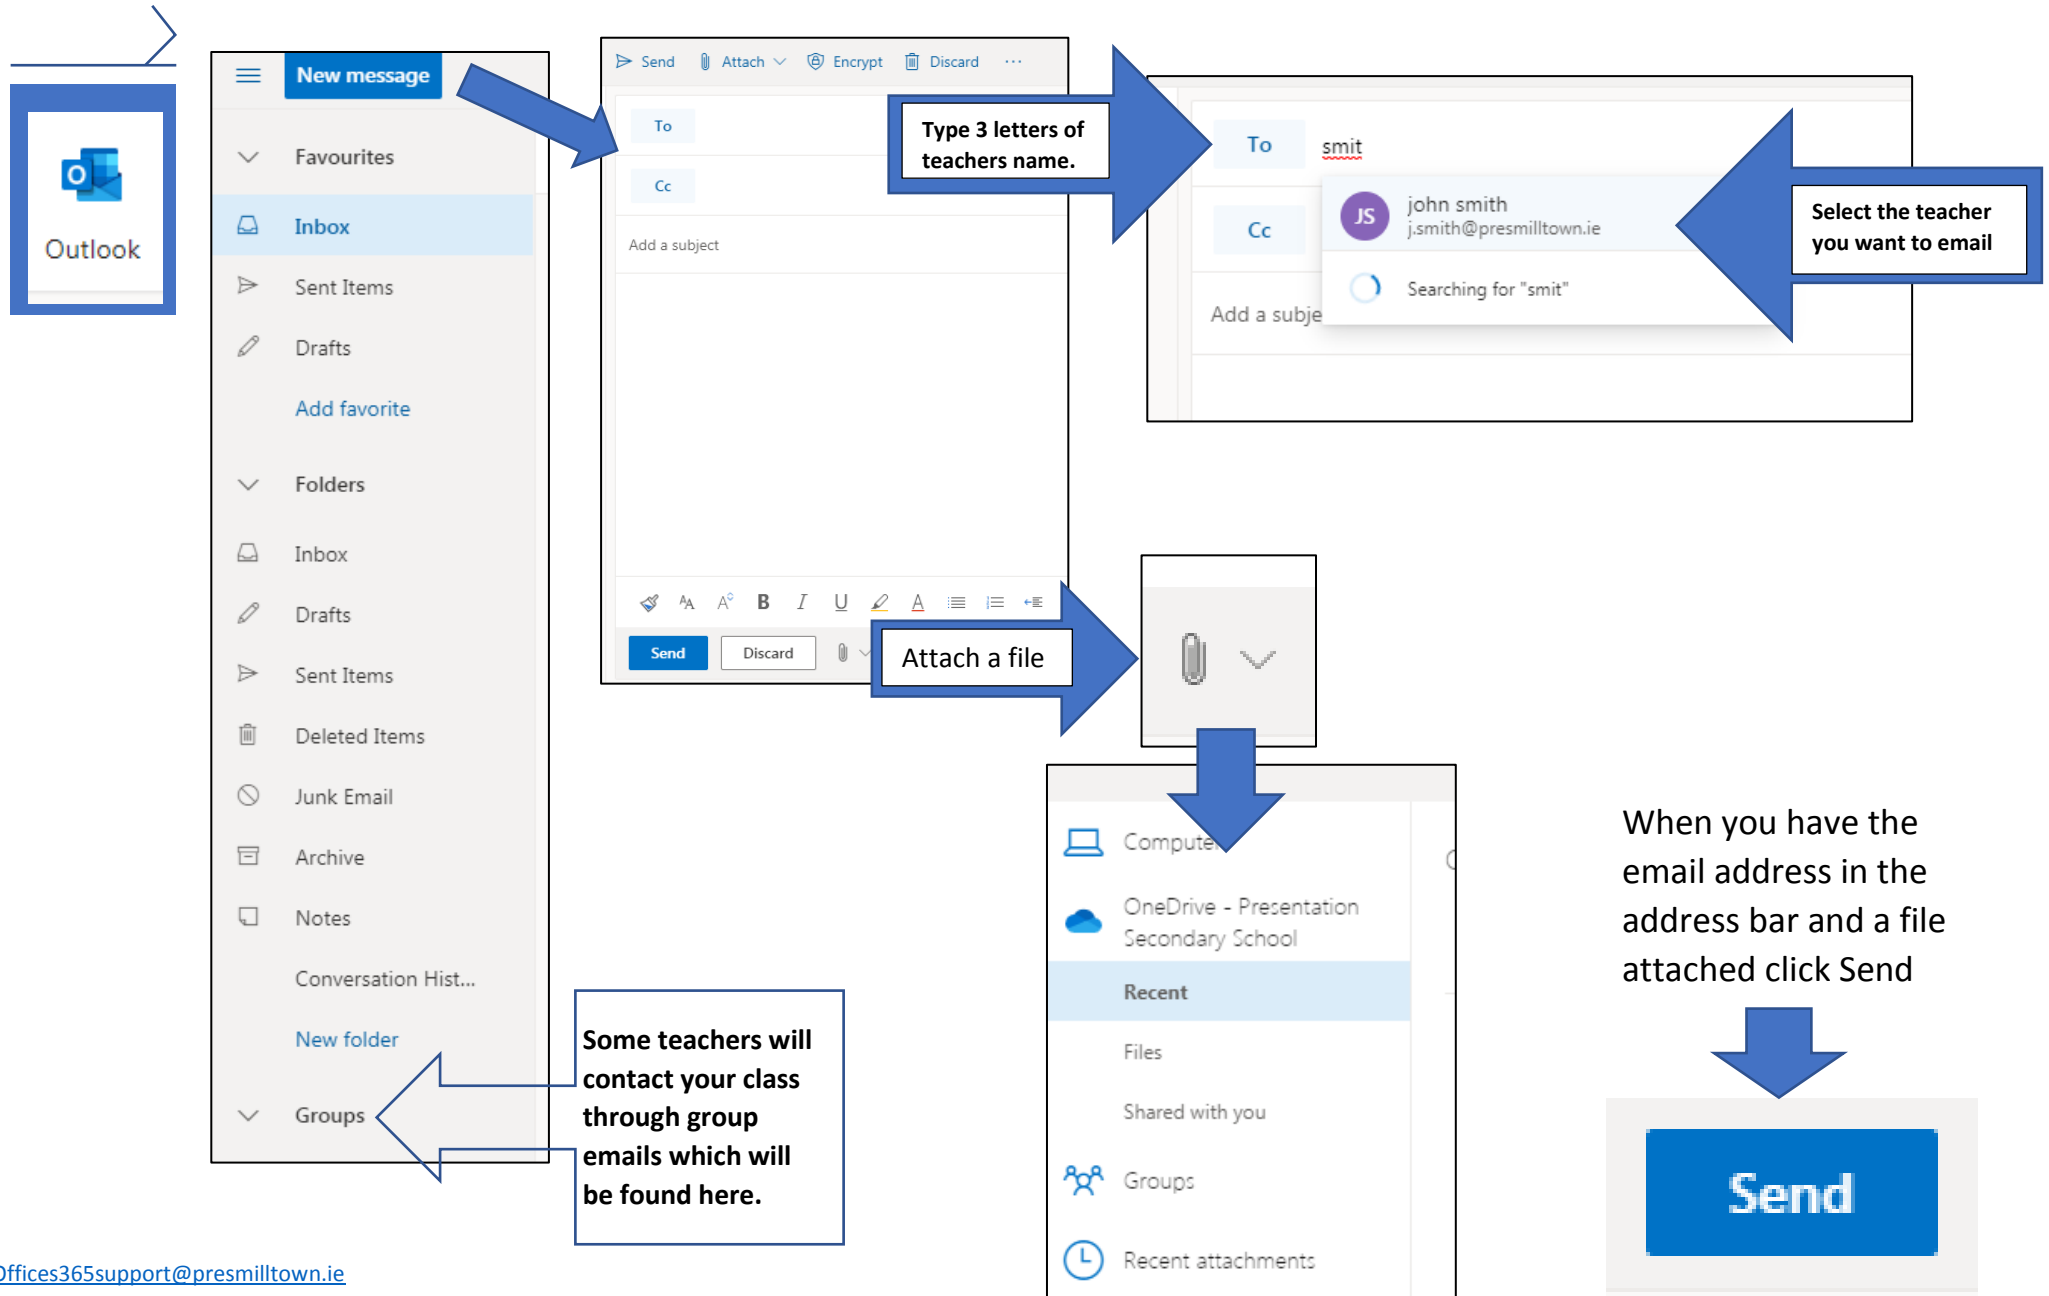 Outlook
New message
Favourites
Inbox
Sent Items
Drafts
Add favorite
Folders
Inbox
Drafts
Sent Items
Deleted Items
Junk Email
Archive
Notes
Conversation Hist...
New folder
Groups
Some teachers will
contact your class
through group
emails which will
be found here.
Send Attach Encrypt Discard ...
To
Cc
Add a subject
B I U A
Send Discard
Type 3 letters of
teachers name.
To smit
Cc
JS john smith
j.smith@presmilltown.ie
Searching for "smit"
Add a subje
Select the teacher
you want to email
Attach a file
Computer
OneDrive - Presentation
Secondary School
Recent
Files
Shared with you
Groups
Recent attachments
When you have the
email address in the
address bar and a file
attached click Send
Send
Offices365support@presmilltown.ie